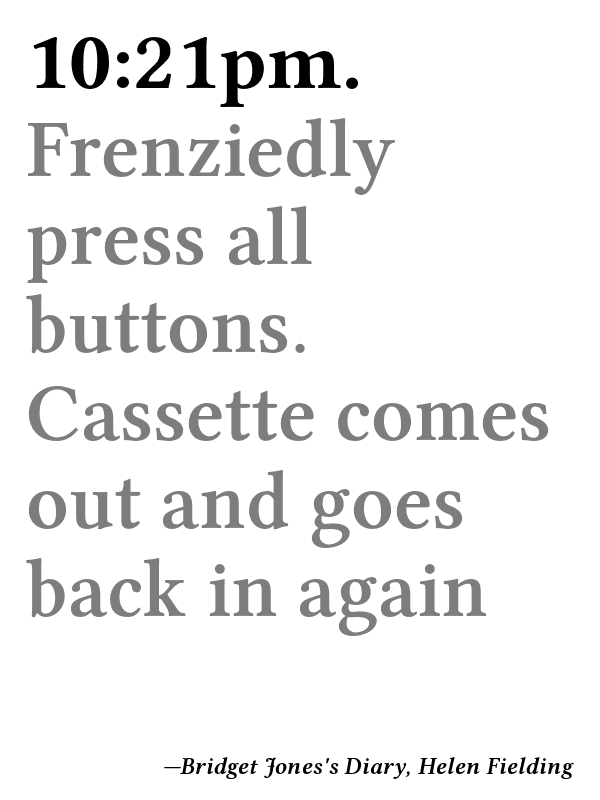 10:21pm.
Frenziedly
press all
buttons.
Cassette comes
out and goes
back in again
—Bridget Jones's Diary, Helen Fielding